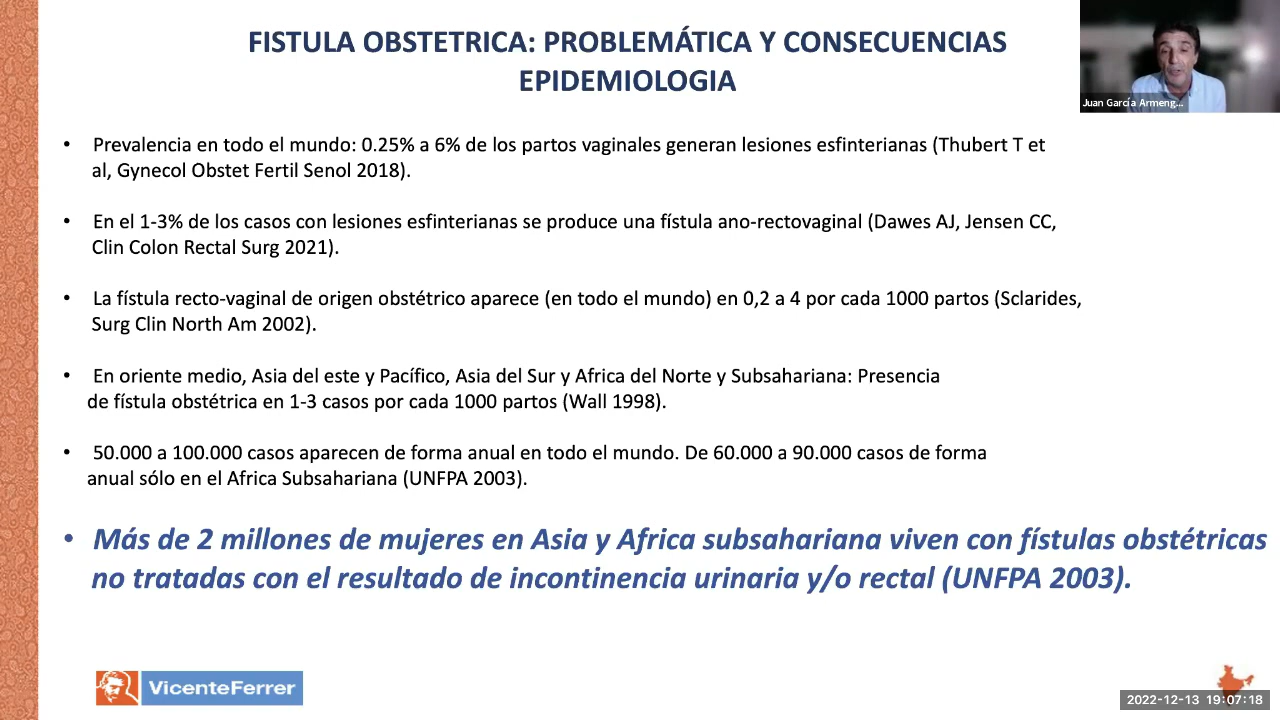 FISTULA OBSTETRICA: PROBLEMÁTICA Y CONSECUENCIAS
EPIDEMIOLOGIA
Juan García Armeng...
• Prevalencia en todo el mundo: 0.25% a 6% de los partos vaginales generan lesiones esfinterianas (Thubert T et
al, Gynecol Obstet Fertil Senol 2018).
• En el 1-3% de los casos con lesiones esfinterianas se produce una fístula ano-rectovaginal (Dawes AJ, Jensen CC,
Clin Colon Rectal Surg 2021).
• La fístula recto-vaginal de origen obstétrico aparece (en todo el mundo) en 0,2 a 4 por cada 1000 partos (Sclarides,
Surg Clin North Am 2002).
• En oriente medio, Asia del este y Pacífico, Asia del Sur y Africa del Norte y Subsahariana: Presencia
de fístula obstétrica en 1-3 casos por cada 1000 partos (Wall 1998).
• 50.000 a 100.000 casos aparecen de forma anual en todo el mundo. De 60.000 a 90.000 casos de forma
anual sólo en el Africa Subsahariana (UNFPA 2003).
• Más de 2 millones de mujeres en Asia y Africa subsahariana viven con fístulas obstétricas
no tratadas con el resultado de incontinencia urinaria y/o rectal (UNFPA 2003).
VicenteFerrer
2022-12-13 19:07:18